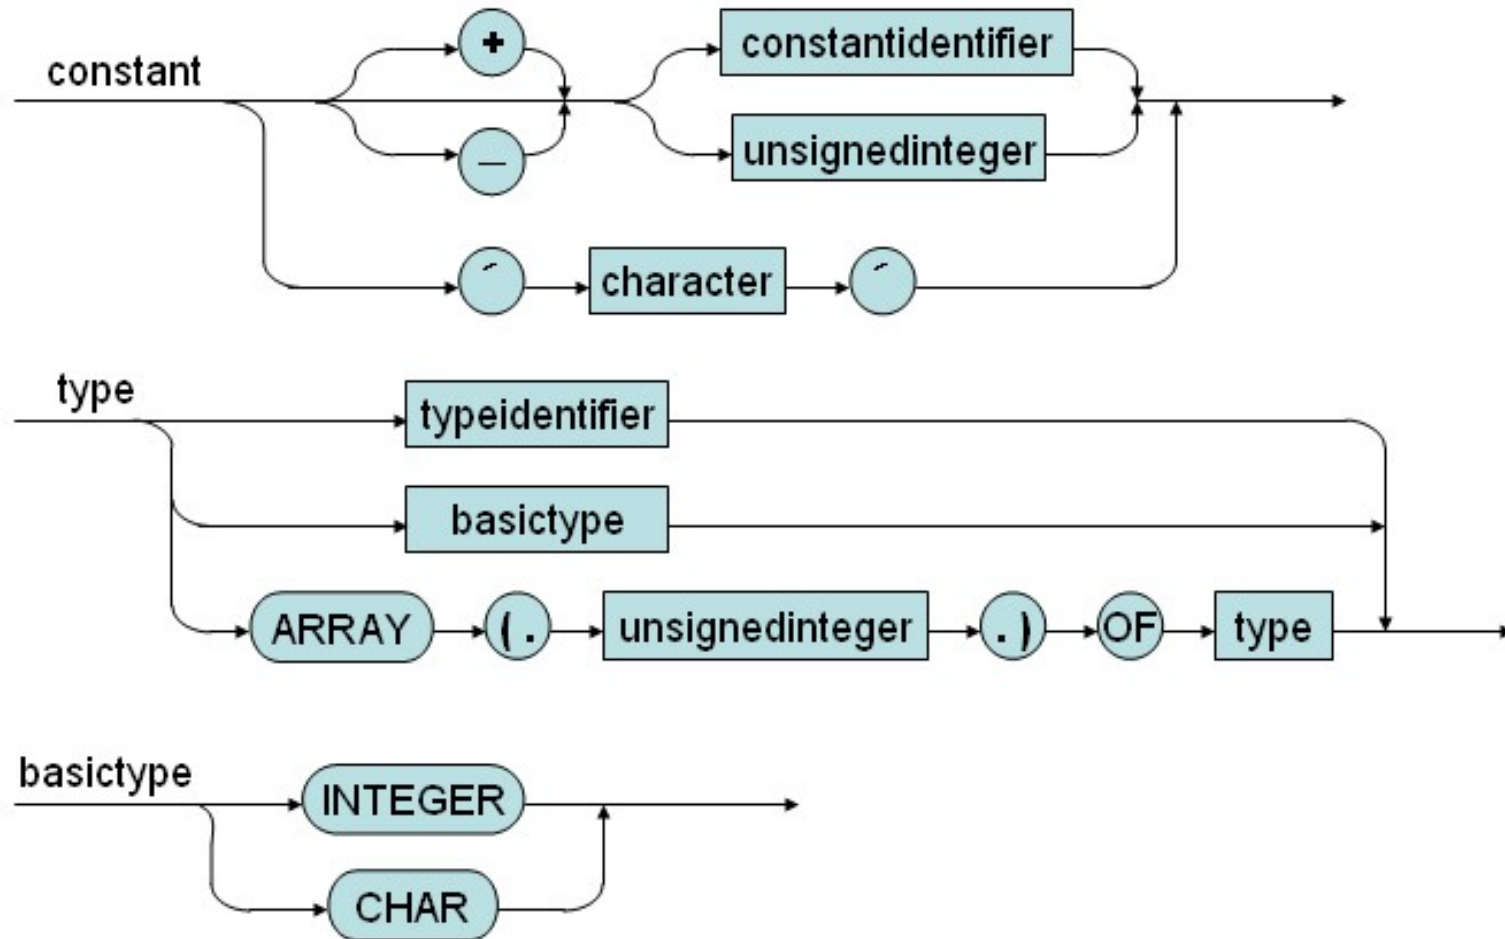 constant
+
constantidentifier
−
unsignedinteger
´ character ´
type
typeidentifier
basictype
ARRAY (. unsignedinteger .) OF type
basictype
INTEGER
CHAR